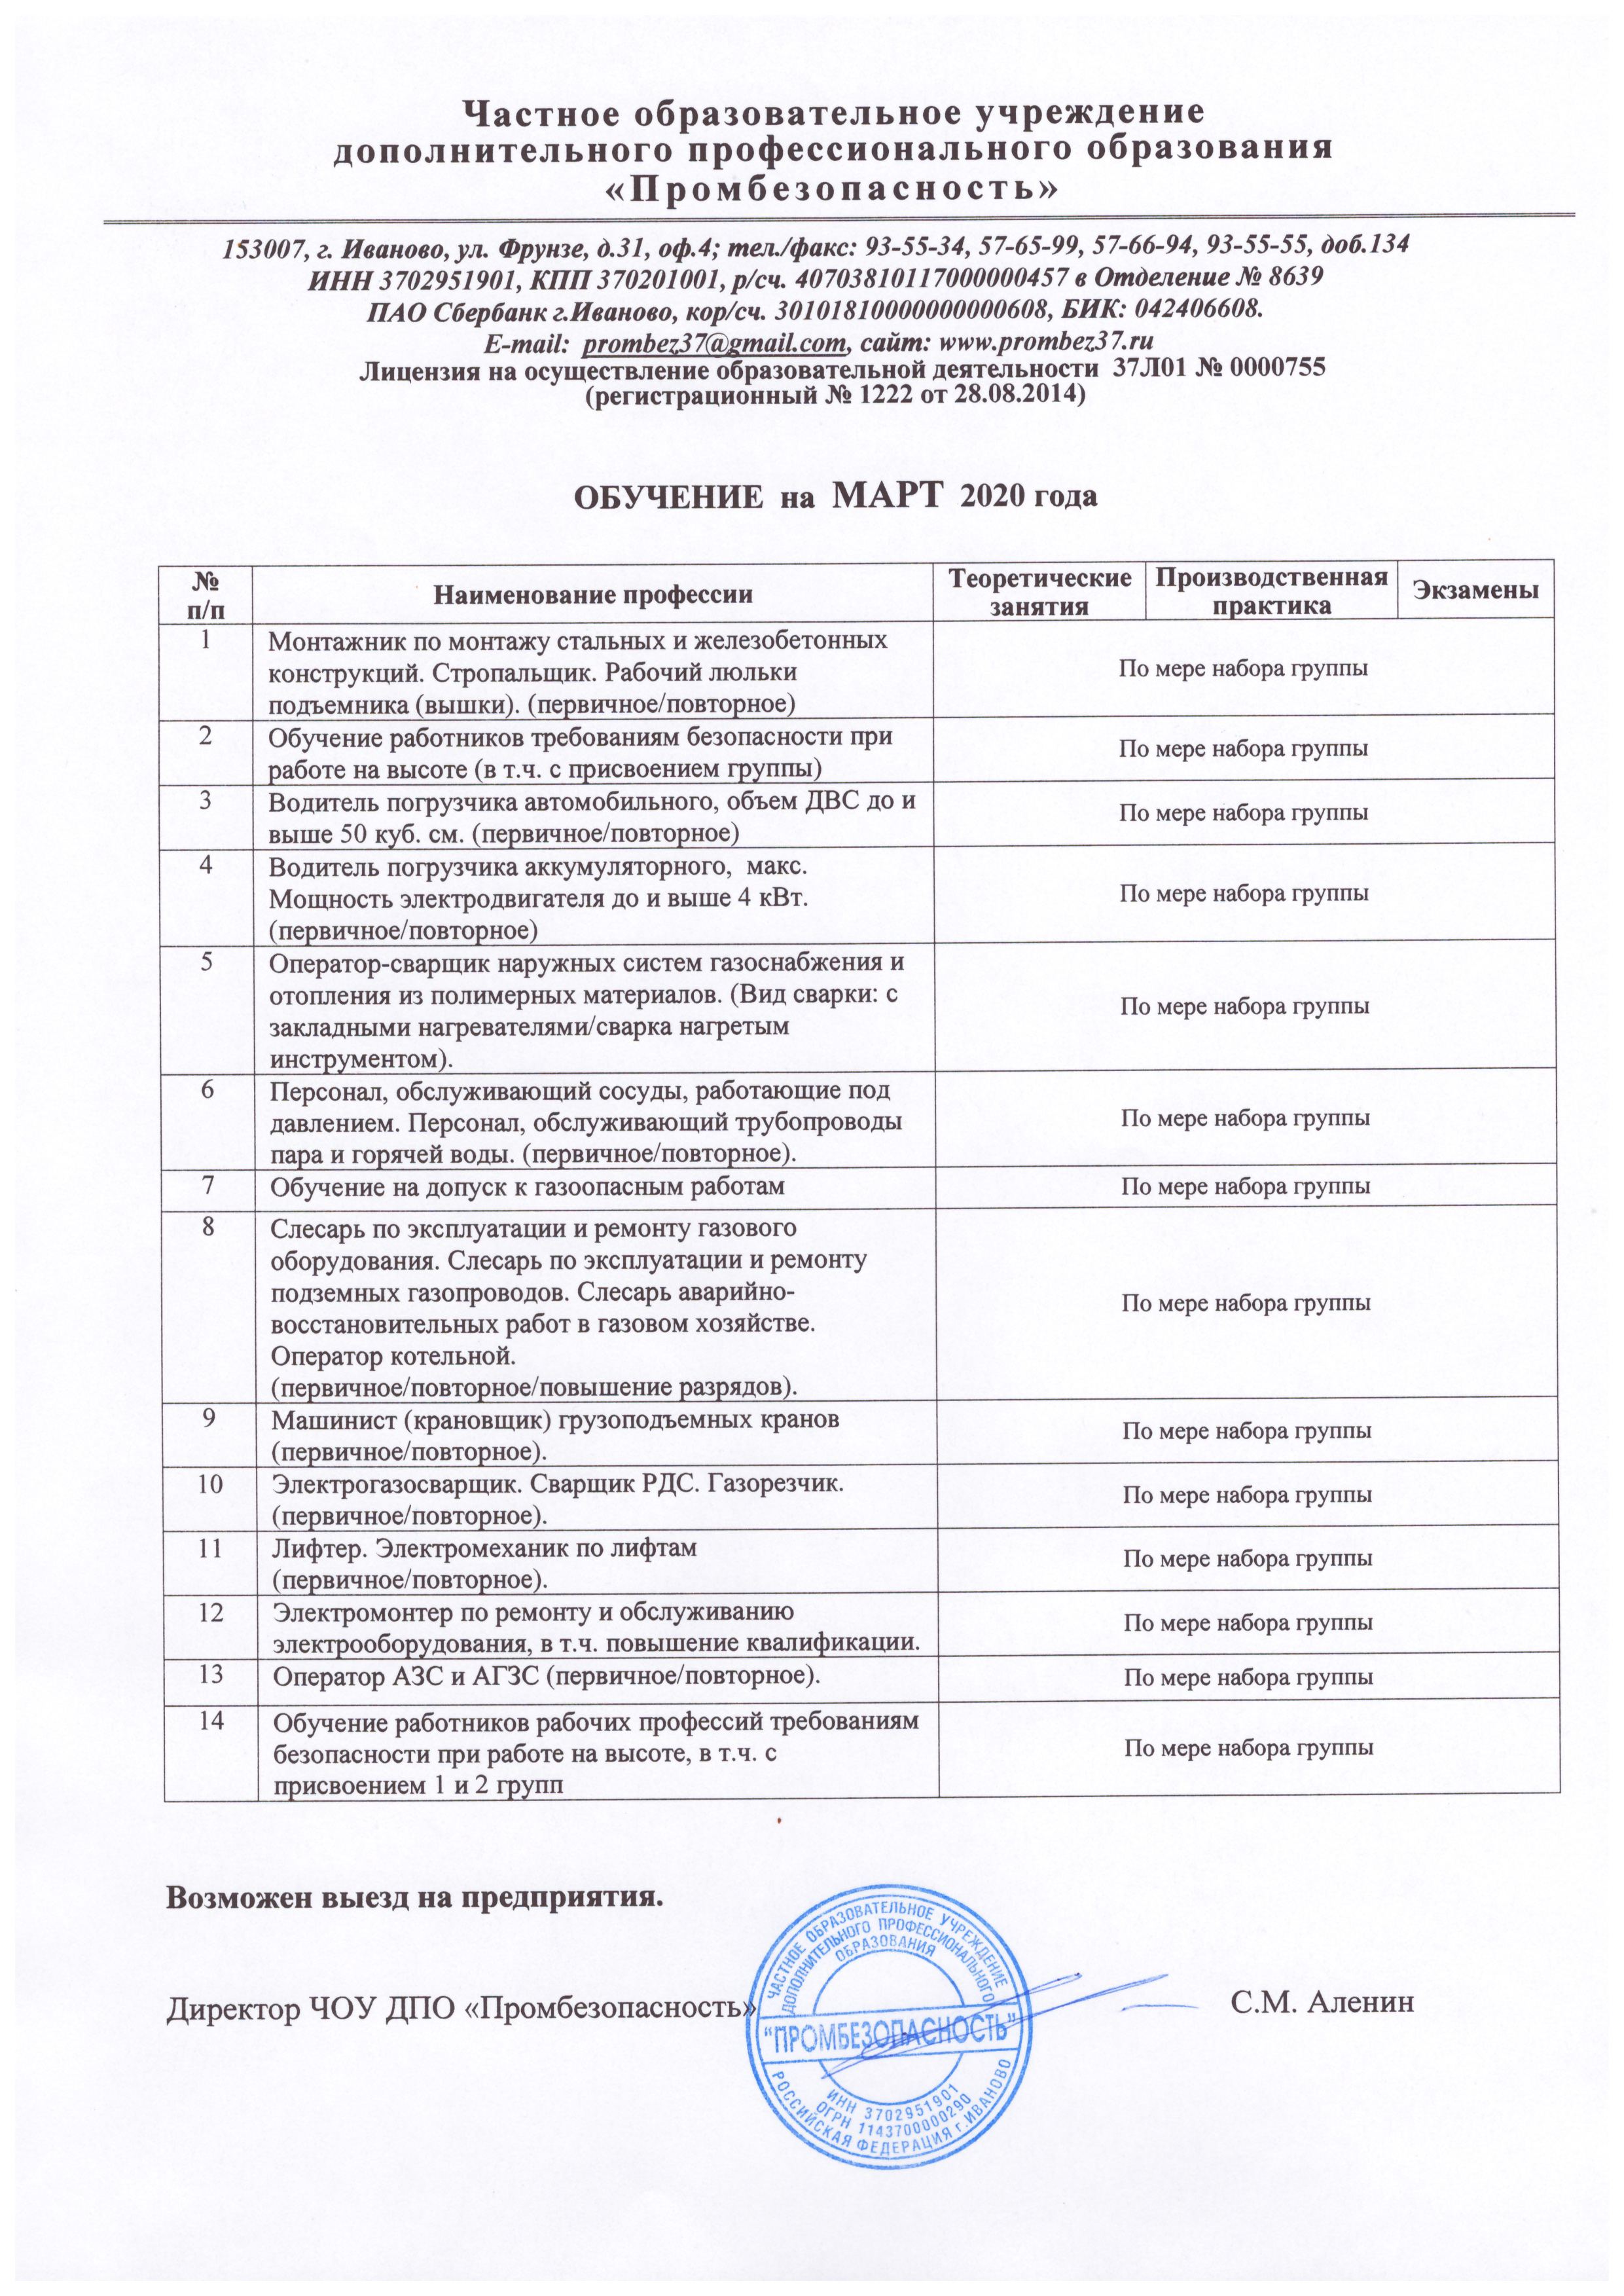 Частное образовательное учреждение
дополнительного профессионального образования
«Промбезопасность»
153007, г. Иваново, ул. Фрунзе, д.31, оф.4; тел./факс: 93-55-34, 57-65-99, 57-66-94, 93-55-55, доб.134
ИНН 3702951901, КПП 370201001, р/сч. 40703810117000000457 в Отделение № 8639
ПАО Сбербанк г.Иваново, кор/сч. 30101810000000000608, БИК: 042406608.
E-mail: prombez37@gmail.com, сайт: www.prombez37.ru
Лицензия на осуществление образовательной деятельности 37Л01 № 0000755
(регистрационный № 1222 от 28.08.2014)
ОБУЧЕНИЕ на МАРТ 2020 года
№ п/п Наименование профессии Теоретические занятия Производственная практика Экзамены
1 Монтажник по монтажу стальных и железобетонных
конструкций. Стропальщик. Рабочий люльки
подъемника (вышки). (первичное/повторное)
По мере набора группы
2 Обучение работников требованиям безопасности при
работе на высоте (в т.ч. с присвоением группы)
По мере набора группы
3 Водитель погрузчика автомобильного, объем ДВС до и
выше 50 куб. см. (первичное/повторное)
По мере набора группы
4 Водитель погрузчика аккумуляторного, макс.
Мощность электродвигателя до и выше 4 кВт.
(первичное/повторное)
По мере набора группы
5 Оператор-сварщик наружных систем газоснабжения и
отопления из полимерных материалов. (Вид сварки: с
закладными нагревателями/сварка нагретым
инструментом).
По мере набора группы
6 Персонал, обслуживающий сосуды, работающие под
давлением. Персонал, обслуживающий трубопроводы
пара и горячей воды. (первичное/повторное).
По мере набора группы
7 Обучение на допуск к газоопасным работам
По мере набора группы
8 Слесарь по эксплуатации и ремонту газового
оборудования. Слесарь по эксплуатации и ремонту
подземных газопроводов. Слесарь аварийно-
восстановительных работ в газовом хозяйстве.
Оператор котельной.
(первичное/повторное/повышение разрядов).
По мере набора группы
9 Машинист (крановщик) грузоподъемных кранов
(первичное/повторное).
По мере набора группы
10 Электрогазосварщик. Сварщик РДС. Газорезчик.
(первичное/повторное).
По мере набора группы
11 Лифтер. Электромеханик по лифтам
(первичное/повторное).
По мере набора группы
12 Электромонтер по ремонту и обслуживанию
электрооборудования, в т.ч. повышение квалификации.
По мере набора группы
13 Оператор АЗС и АГЗС (первичное/повторное).
По мере набора группы
14 Обучение работников рабочих профессий требованиям
безопасности при работе на высоте, в т.ч. с
присвоением 1 и 2 групп
По мере набора группы
Возможен выезд на предприятия.
Директор ЧОУ ДПО «Промбезопасность» С.М. Аленин
ЧАСТНОЕ ОБРАЗОВАТЕЛЬНОЕ УЧРЕЖДЕНИЕ
ДОПОЛНИТЕЛЬНОГО ПРОФЕССИОНАЛЬНОГО
ОБРАЗОВАНИЯ
"ПРОМБЕЗОПАСНОСТЬ"
ИНН 3702951901
ОГРН 1143700000290
РОССИЙСКАЯ ФЕДЕРАЦИЯ г.ИВАНОВО